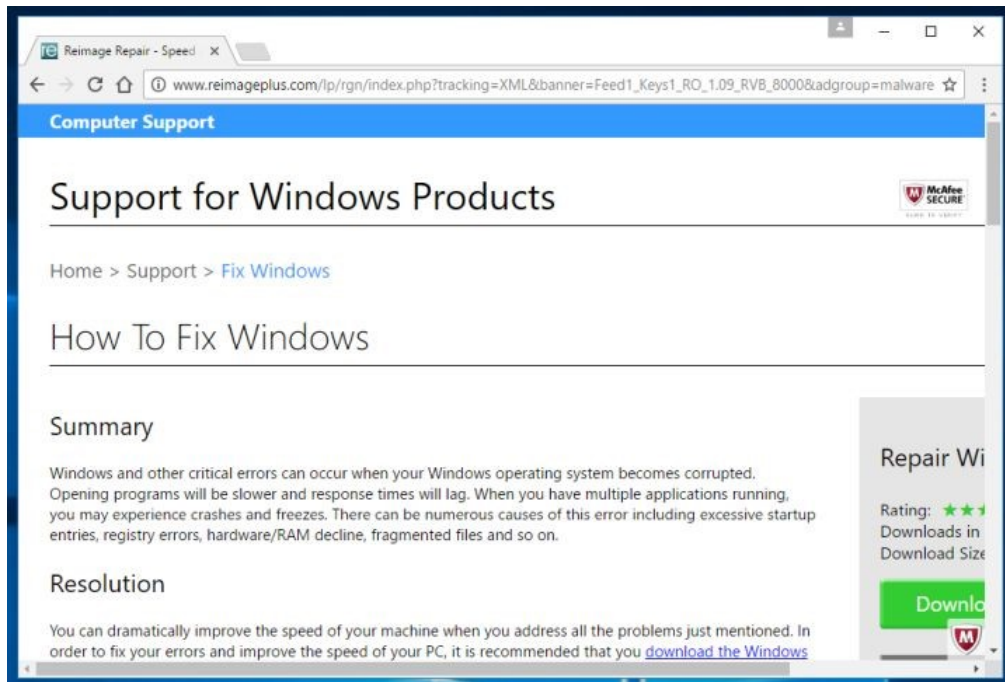 Reimage Repair - Speed
www.reimageplus.com/lp/rgn/index.php?tracking=XML&banner=Feed1_Keys1_RO_1.09_RVB_8000&adgroup=malware
Computer Support
Support for Windows Products
McAfee
SECURE
Home > Support > Fix Windows
How To Fix Windows
Summary
Windows and other critical errors can occur when your Windows operating system becomes corrupted.
Opening programs will be slower and response times will lag. When you have multiple applications running,
you may experience crashes and freezes. There can be numerous causes of this error including excessive startup
entries, registry errors, hardware/RAM decline, fragmented files and so on.
Resolution
You can dramatically improve the speed of your machine when you address all the problems just mentioned. In
order to fix your errors and improve the speed of your PC, it is recommended that you download the Windows
Repair Wi
Rating: ★★★
Downloads in
Download Size
Downlo